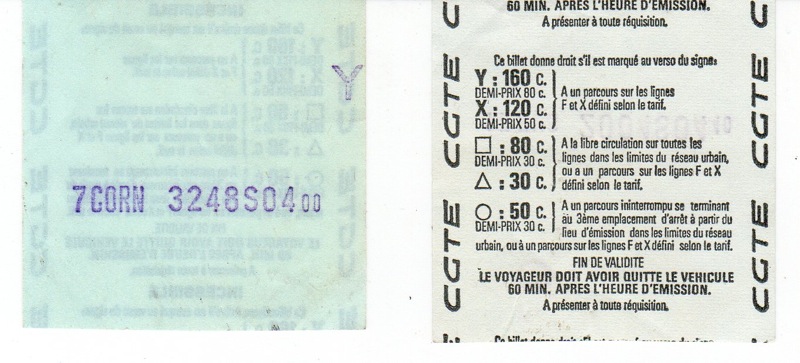 Y
7CORN 3248S0400
60 MIN. APRÈS L'HEURE D'EMISSION.
A présenter à toute réquisition.
CGTE
CGTE
Ce billet donne droit s'il est marqué au verso du signe:
Y : 160 C.
DEMI-PRIX 80 c.
X : 120 C.
DEMI-PRIX 50 c.
A un parcours sur les lignes
F et X défini selon le tarif.
□ : 80 C.
DEMI-PRIX 30 c.
△ : 30 C.
A la libre circulation sur toutes les
lignes dans les limites du réseau urbain,
ou a un parcours sur les lignes F et X
défini selon le tarif.
○ : 50 C.
DEMI-PRIX 30 c.
A un parcours ininterrompu se terminant
au 3ème emplacement d'arrêt à partir du
lieu d'émission dans les limites du réseau
urbain, ou à un parcours sur les lignes F et X défini selon le tarif.
FIN DE VALIDITE
LE VOYAGEUR DOIT AVOIR QUITTE LE VEHICULE
60 MIN. APRES L'HEURE D'EMISSION.
A présenter à toute réquisition.
CGTE
CGTE